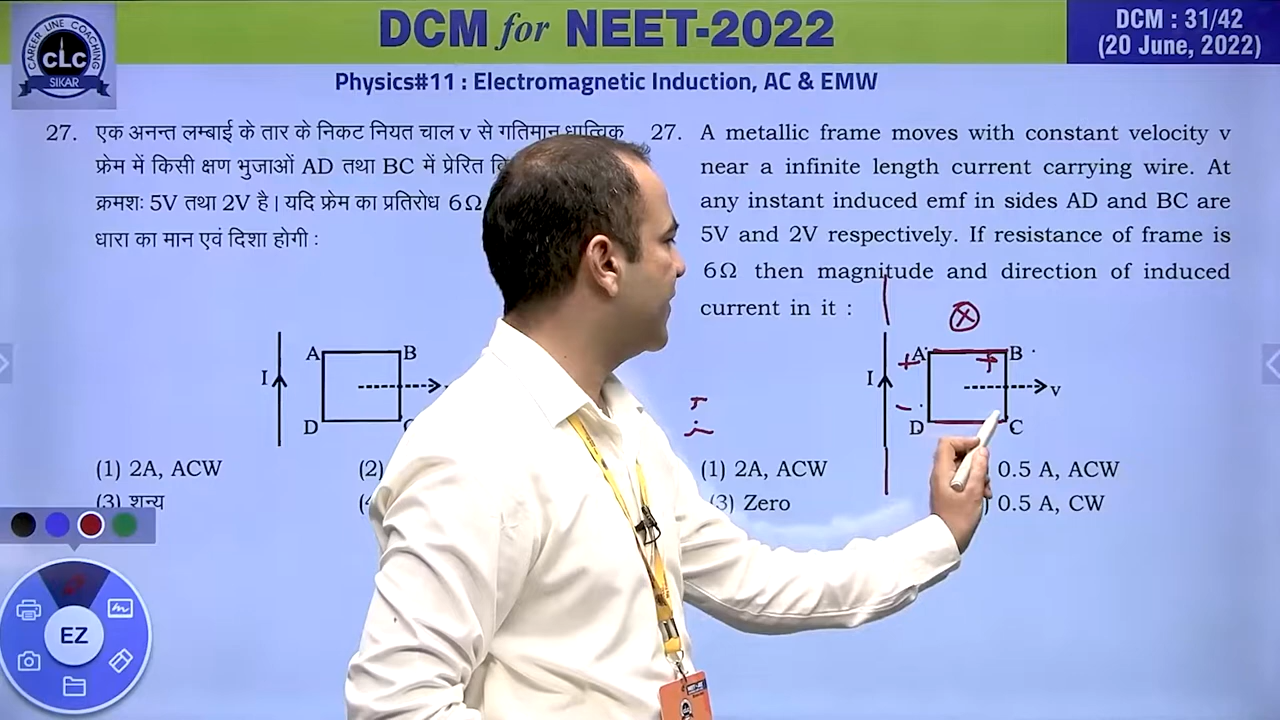 DCM for NEET-2022
DCM : 31/42
(20 June, 2022)
CAREER LINE COACHING
CLC
SIKAR
Physics#11 : Electromagnetic Induction, AC & EMW
27. एक अनन्त लम्बाई के तार के निकट नियत चाल v से गतिमान धात्विक
फ्रेम में किसी क्षण भुजाओं AD तथा BC में प्रेरित
क्रमशः 5V तथा 2V है। यदि फ्रेम का प्रतिरोध 6Ω
धारा का मान एवं दिशा होगी :
A B
I
D
(1) 2A, ACW (2)
(3) शून्य
27. A metallic frame moves with constant velocity v
near a infinite length current carrying wire. At
any instant induced emf in sides AD and BC are
5V and 2V respectively. If resistance of frame is
6Ω then magnitude and direction of induced
current in it :
⊗
+ A + B
I v
− D C
(1) 2A, ACW 0.5 A, ACW
(3) Zero 0.5 A, CW
EZ